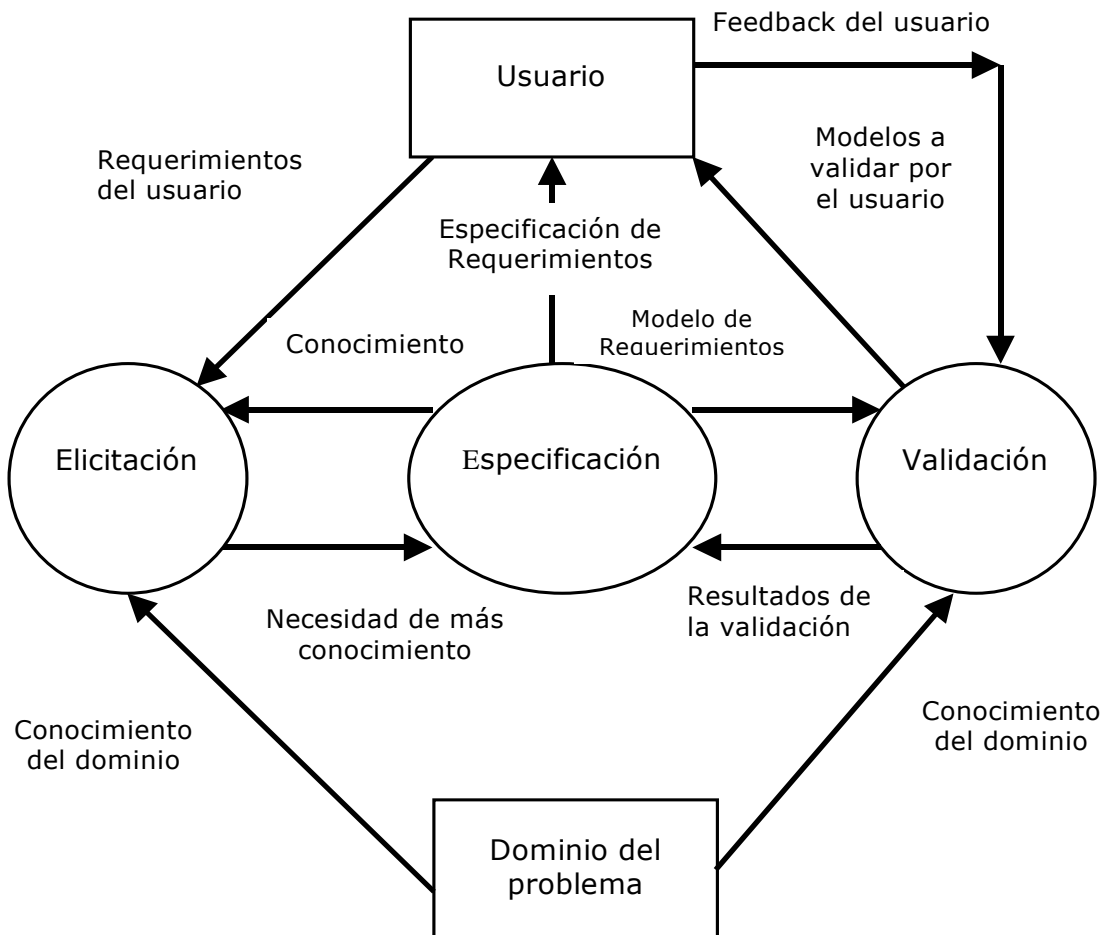 Feedback del usuario
Usuario
Modelos a
validar por
el usuario
Requerimientos
del usuario
Especificación de
Requerimientos
Modelo de
Requerimientos
Conocimiento
Elicitación
Especificación
Validación
Necesidad de más
conocimiento
Resultados de
la validación
Conocimiento
del dominio
Conocimiento
del dominio
Dominio del
problema